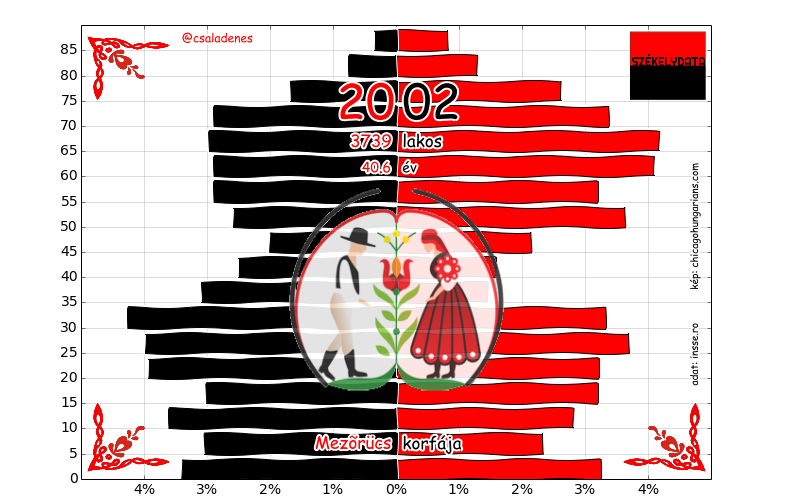 @csaladenes
SZÉKELYDATA
2002
3739 lakos
40.6 év
kép: chicagohungarians.com
adat: insse.ro
Mezőrücs korfája
85
80
75
70
65
60
55
50
45
40
35
30
25
20
15
10
5
0
4% 3% 2% 1% 0% 1% 2% 3% 4%